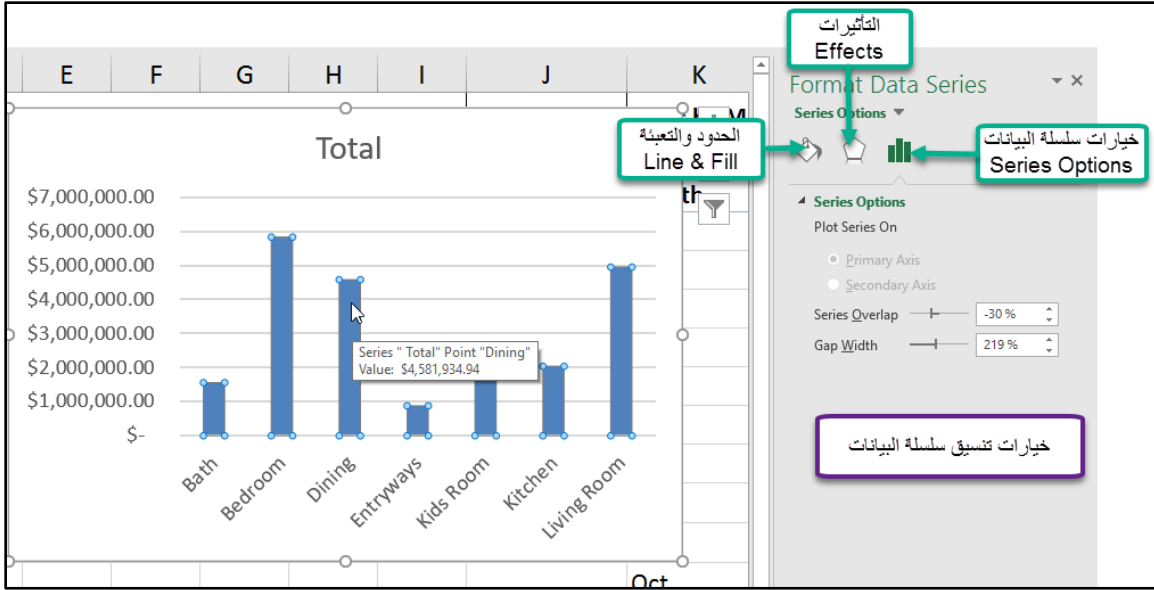 التأثيرات
Effects
E F G H I J K
Format Data Series
Series Options
الحدود والتعبئة
Line & Fill
خيارات سلسلة البيانات
Series Options
Total
th
Series Options
Plot Series On
Primary Axis
Secondary Axis
Series Overlap -30 %
Gap Width 219 %
$7,000,000.00
$6,000,000.00
$5,000,000.00
$4,000,000.00
$3,000,000.00
$2,000,000.00
$1,000,000.00
$-
Series " Total" Point "Dining"
Value: $4,581,934.94
خيارات تنسيق سلسلة البيانات
Bath
Bedroom
Dining
Entryways
Kids Room
Kitchen
Living Room
Oct